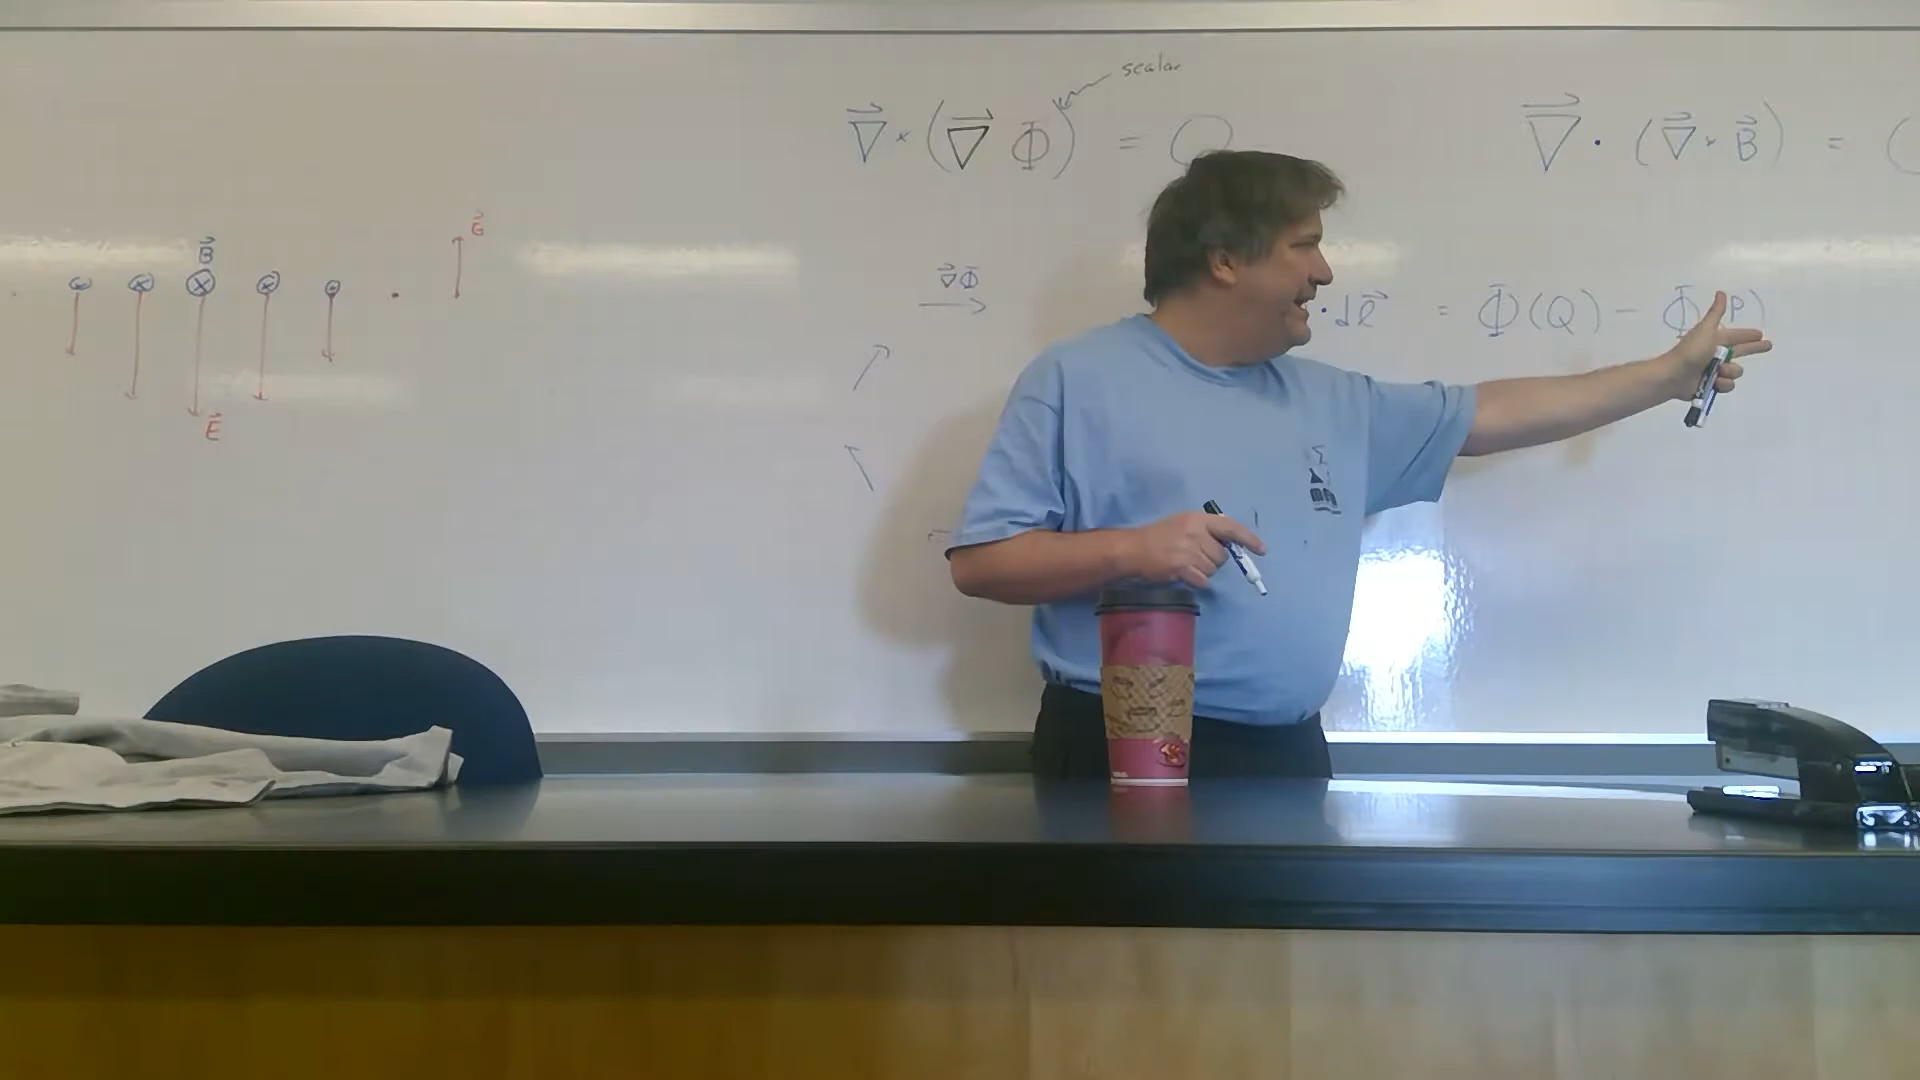 scalar
∇⃗ × (∇⃗ Φ) = 0
∇⃗ · (∇⃗ × B⃗) =
B⃗
E⃗
E⃗
∇⃗Φ
· dℓ⃗ = Φ(Q) − Φ(P)